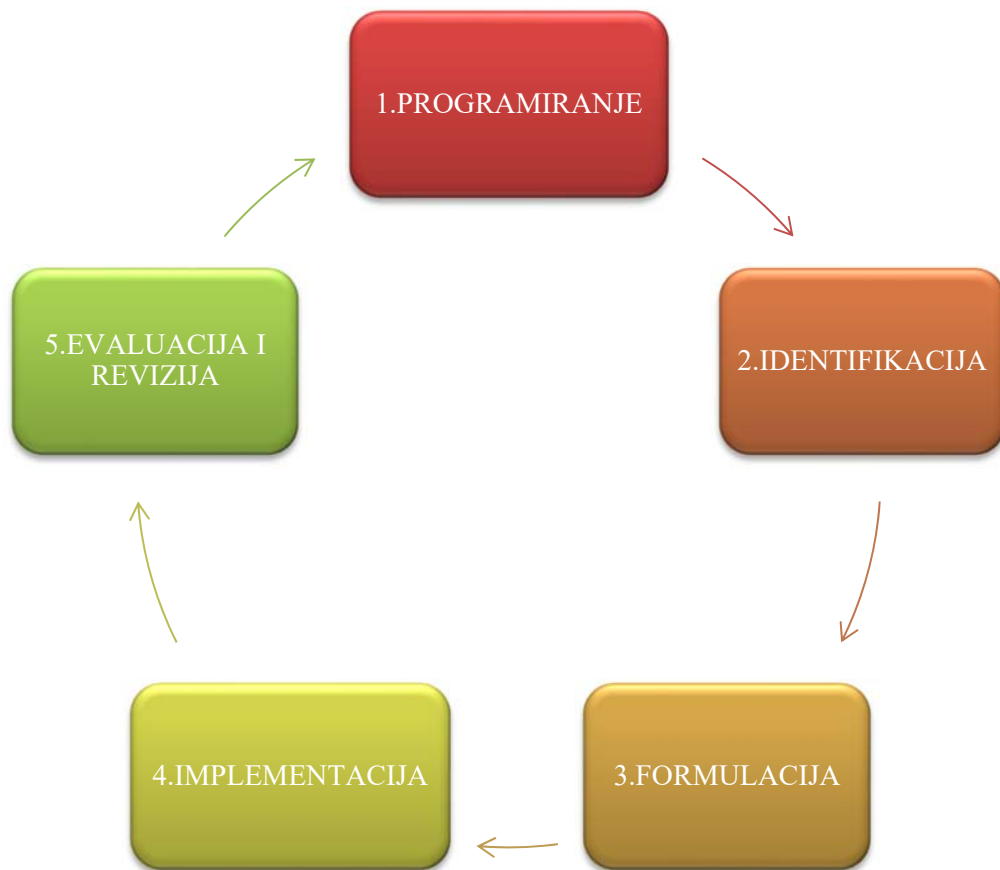 1.PROGRAMIRANJE
2.IDENTIFIKACIJA
3.FORMULACIJA
4.IMPLEMENTACIJA
5.EVALUACIJA I
REVIZIJA